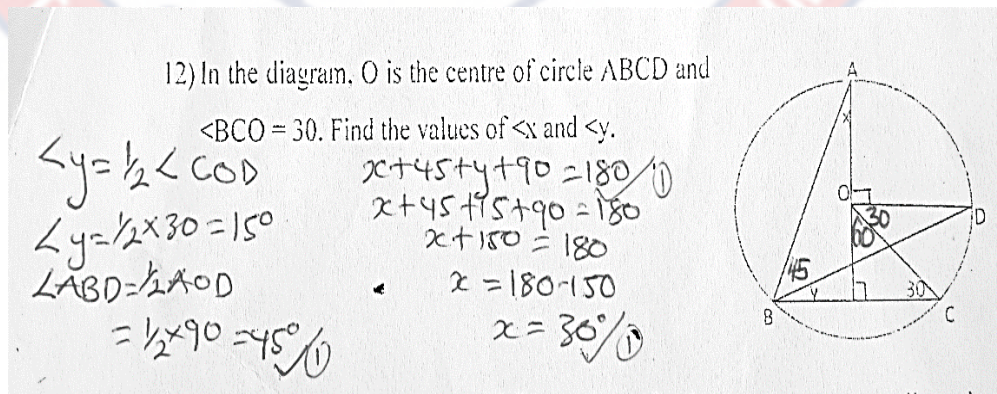 12) In the diagram, O is the centre of circle ABCD and
<BCO = 30. Find the values of <x and <y.
<y = ½ < COD
∠y = ½ × 30 = 15°
∠ABD = ½ AOD
= ½ × 90 = 45° ✓①
x + 45 + y + 90 = 180 ✓①
x + 45 + 15 + 90 = 180
x + 150 = 180
x = 180 - 150
x = 30° ✓①
A
x
O
30
D
60
45
y
30
B
C